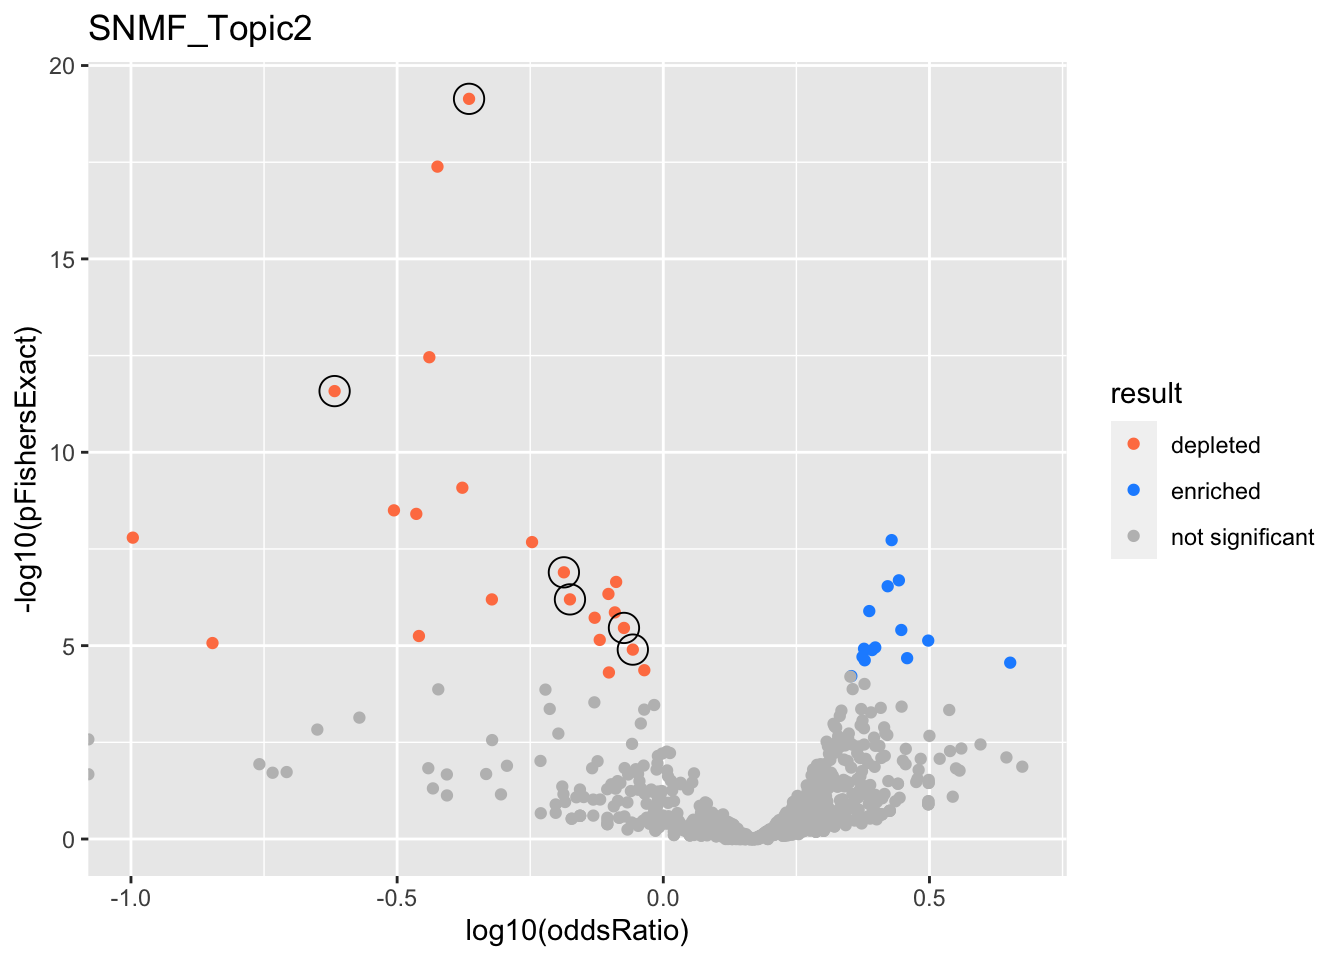 SNMF_Topic2
-log10(pFishersExact)
20
15
10
5
0
-1.0
-0.5
0.0
0.5
log10(oddsRatio)
result
depleted
enriched
not significant